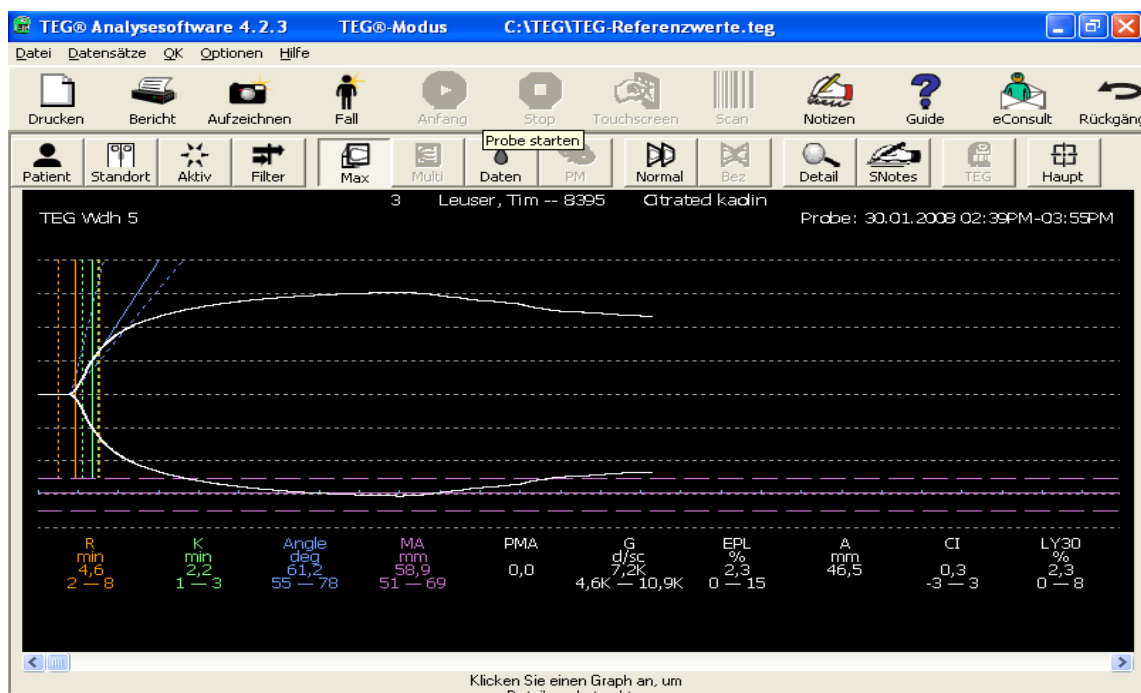 TEG® Analysesoftware 4.2.3 TEG®-Modus C:\TEG\TEG-Referenzwerte.teg
Datei Datensätze QK Optionen Hilfe
Drucken Bericht Aufzeichnen Fall Anfang Stop Touchscreen Scan Notizen Guide eConsult Rückgäng
Probe starten
Patient Standort Aktiv Filter Max Multi Daten PM Normal Bez Detail SNotes TEG Haupt
3 Leuser, Tim -- 8395 Citrated kaolin
TEG Wdh 5 Probe: 30.01.2008 02:39PM-03:55PM
R K Angle MA PMA G EPL A CI LY30
min min deg mm d/sc % mm %
4,6 2,2 61,2 58,9 0,0 7,2K 2,3 46,5 0,3 2,3
2 — 8 1 — 3 55 — 78 51 — 69 4,6K — 10,9K 0 — 15 -3 — 3 0 — 8
Klicken Sie einen Graph an, um